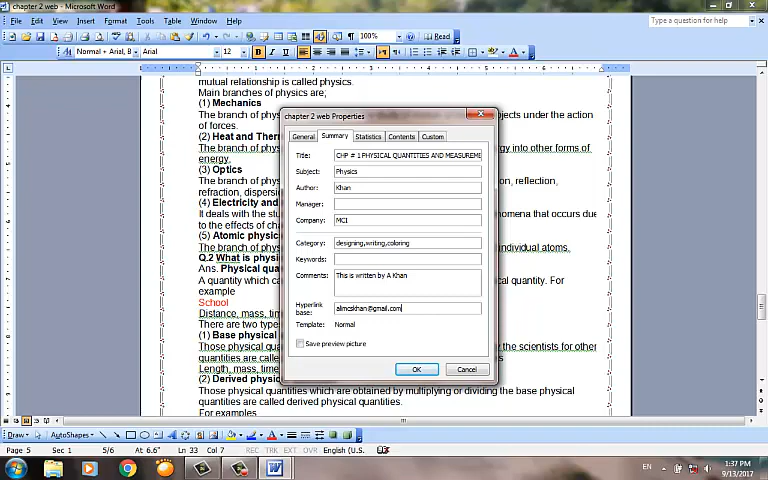 chapter 2 web - Microsoft Word
File Edit View Insert Format Tools Table Window Help
Type a question for help
100% Read
Normal + Arial, B Arial 12 B I U
mutual relationship is called physics.
Main branches of physics are;
(1) Mechanics
The branch of phys
jects under the action
of forces.
(2) Heat and Ther
The branch of phys
gy into other forms of
energy.
(3) Optics
The branch of phys
n, reflection,
refraction, dispers
(4) Electricity and
It deals with the stu
nomena that occurs due
to the effects of cha
(5) Atomic physic
The branch of phys
individual atoms.
Q.2 What is physi
Ans. Physical qua
A quantity which ca
cal quantity. For
example
School
Distance, mass, tim
There are two type
(1) Base physical
Those physical qua
y the scientists for other
quantities are calle
Length, mass, time
(2) Derived physic
Those physical quantities which are obtained by multiplying or dividing the base physical
quantities are called derived physical quantities.
For examples
chapter 2 web Properties
General Summary Statistics Contents Custom
Title: CHP # 1 PHYSICAL QUANTITIES AND MEASUREME
Subject: Physics
Author: Khan
Manager:
Company: MCI
Category: designing,writing,coloring
Keywords:
Comments: This is written by A Khan
Hyperlink base: alimcskhan@gmail.com
Template: Normal
Save preview picture
OK Cancel
Draw AutoShapes
Page 5 Sec 1 5/6 At 6.6" Ln 33 Col 7 REC TRK EXT OVR English (U.S.
EN 1:37 PM
9/13/2017